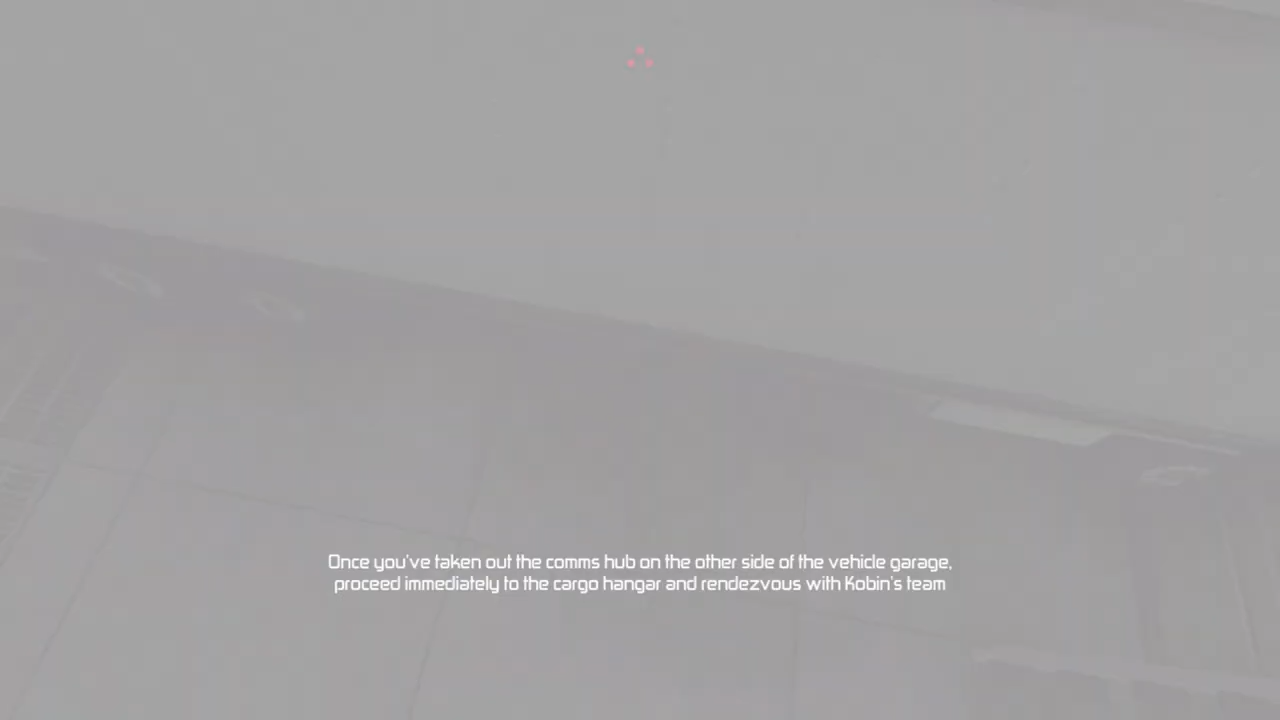 Once you've taken out the comms hub on the other side of the vehicle garage,
proceed immediately to the cargo hangar and rendezvous with Kobin's team